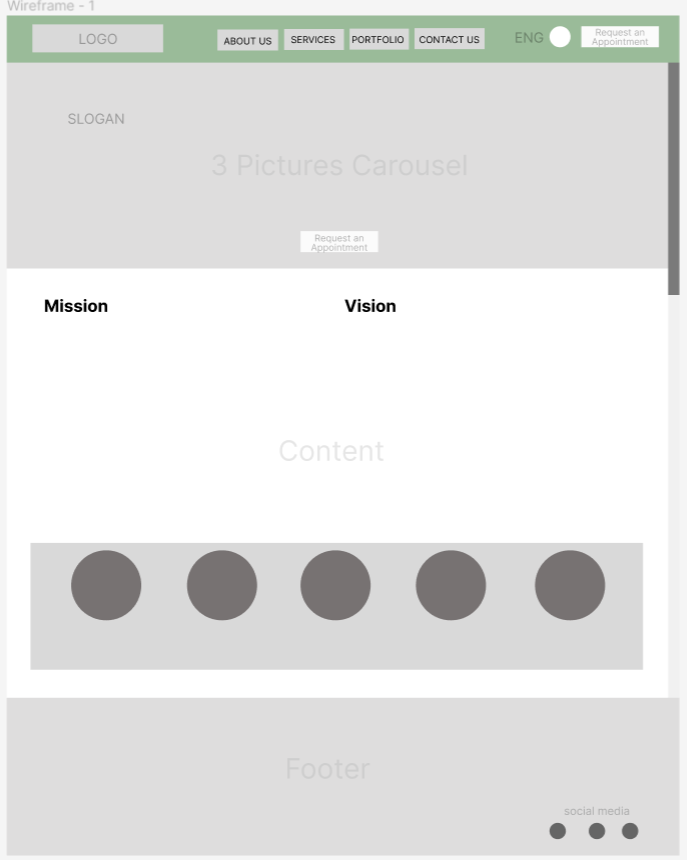 Wireframe - 1
LOGO
ABOUT US
SERVICES
PORTFOLIO
CONTACT US
ENG
Request an
Appointment
SLOGAN
3 Pictures Carousel
Request an
Appointment
Mission
Vision
Content
Footer
social media